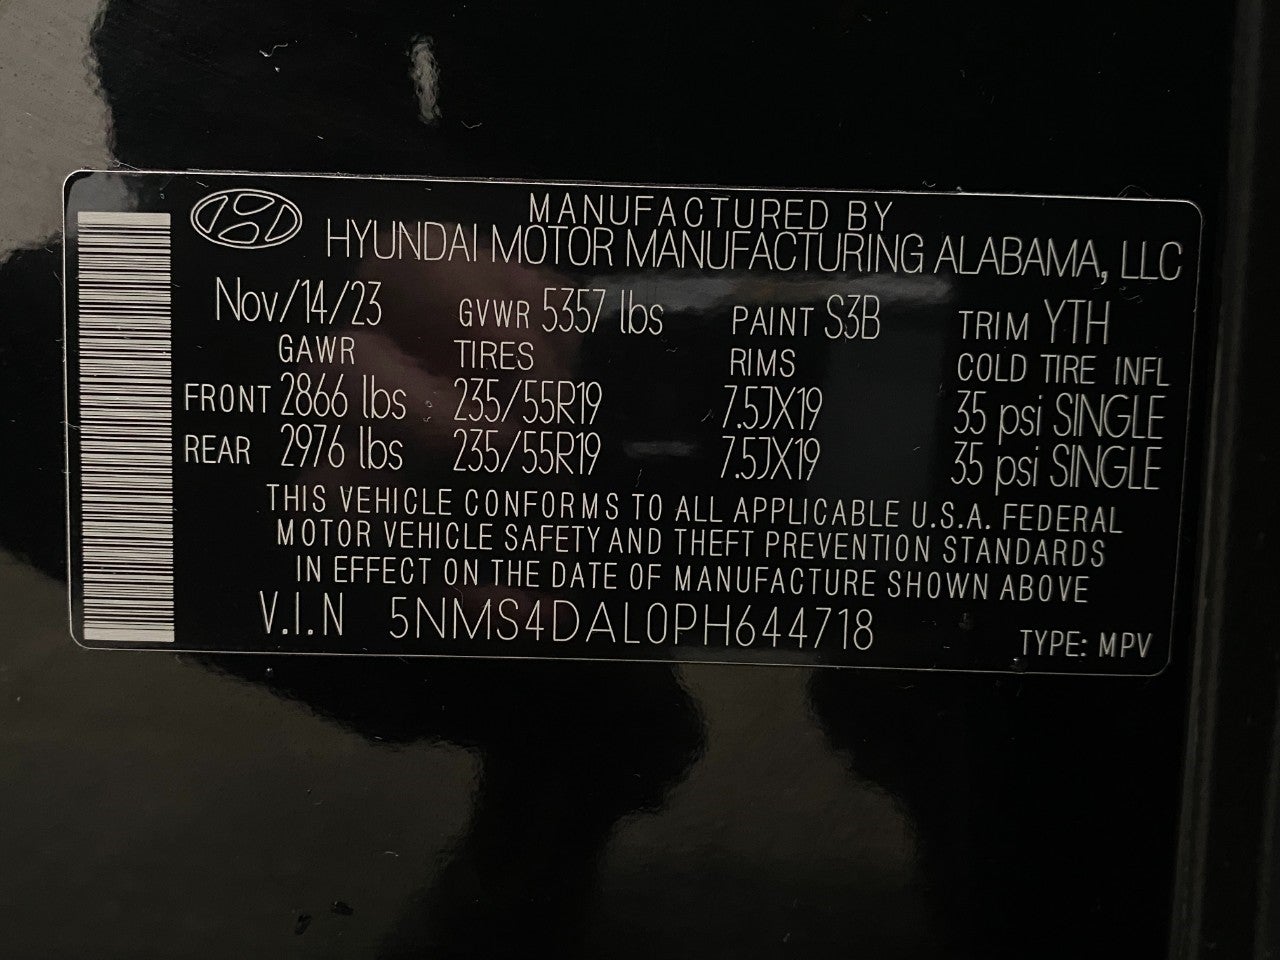 MANUFACTURED BY
HYUNDAI MOTOR MANUFACTURING ALABAMA, LLC
Nov/14/23 GVWR 5357 lbs PAINT S3B TRIM YTH
GAWR TIRES RIMS COLD TIRE INFL
FRONT 2866 lbs 235/55R19 7.5JX19 35 psi SINGLE
REAR 2976 lbs 235/55R19 7.5JX19 35 psi SINGLE
THIS VEHICLE CONFORMS TO ALL APPLICABLE U.S.A. FEDERAL
MOTOR VEHICLE SAFETY AND THEFT PREVENTION STANDARDS
IN EFFECT ON THE DATE OF MANUFACTURE SHOWN ABOVE
V.I.N 5NMS4DAL0PH644718 TYPE: MPV